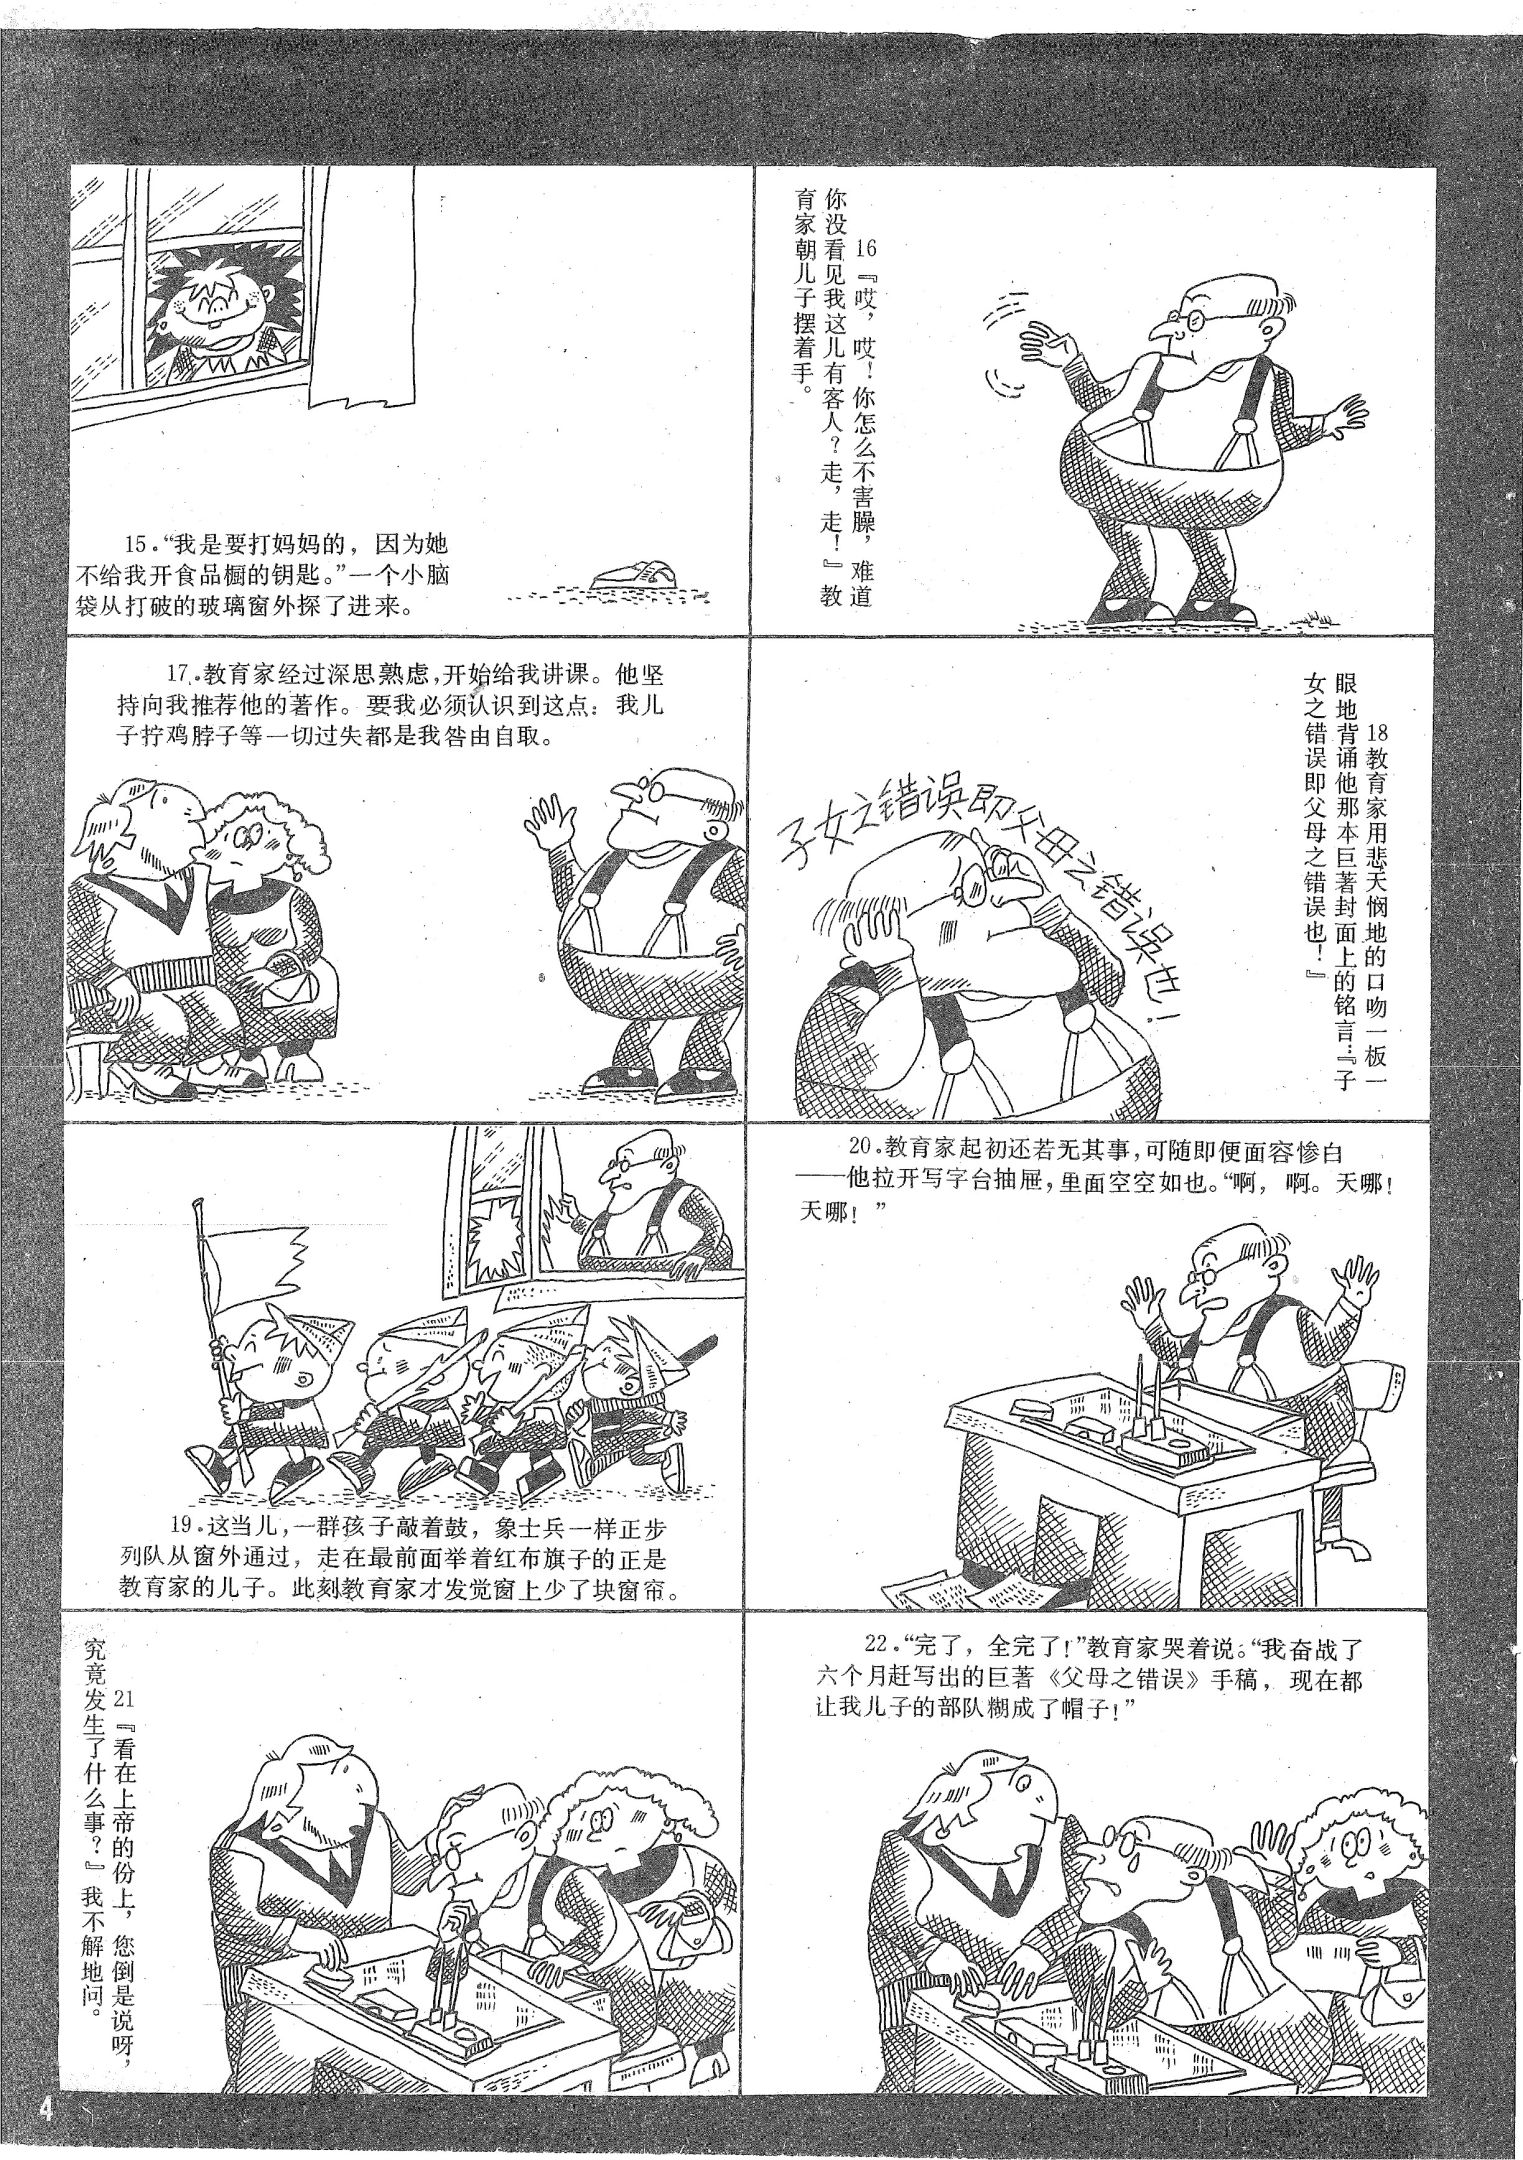 15.“我是要打妈妈的，因为她
不给我开食品橱的钥匙。”一个小脑
袋从打破的玻璃窗外探了进来。
16『哎，哎！你怎么不害臊，难道
你没看见我这儿有客人？走，走！』教
育家朝儿子摆着手。
17.教育家经过深思熟虑，开始给我讲课。他坚
持向我推荐他的著作。要我必须认识到这点：我儿
子拧鸡脖子等一切过失都是我咎由自取。
18教育家用悲天悯地的口吻一板一
眼地背诵他那本巨著封面上的铭言：『子
女之错误即父母之错误也！』
子女之错误即父母之错误也！
19.这当儿，一群孩子敲着鼓，象士兵一样正步
列队从窗外通过，走在最前面举着红布旗子的正是
教育家的儿子。此刻教育家才发觉窗上少了块窗帘。
20.教育家起初还若无其事，可随即便面容惨白
——他拉开写字台抽屉，里面空空如也。“啊，啊。天哪！
天哪！”
21『看在上帝的份上，您倒是说呀，
究竟发生了什么事？』我不解地问。
22.“完了，全完了！”教育家哭着说。“我奋战了
六个月赶写出的巨著《父母之错误》手稿，现在都
让我儿子的部队糊成了帽子！”
4